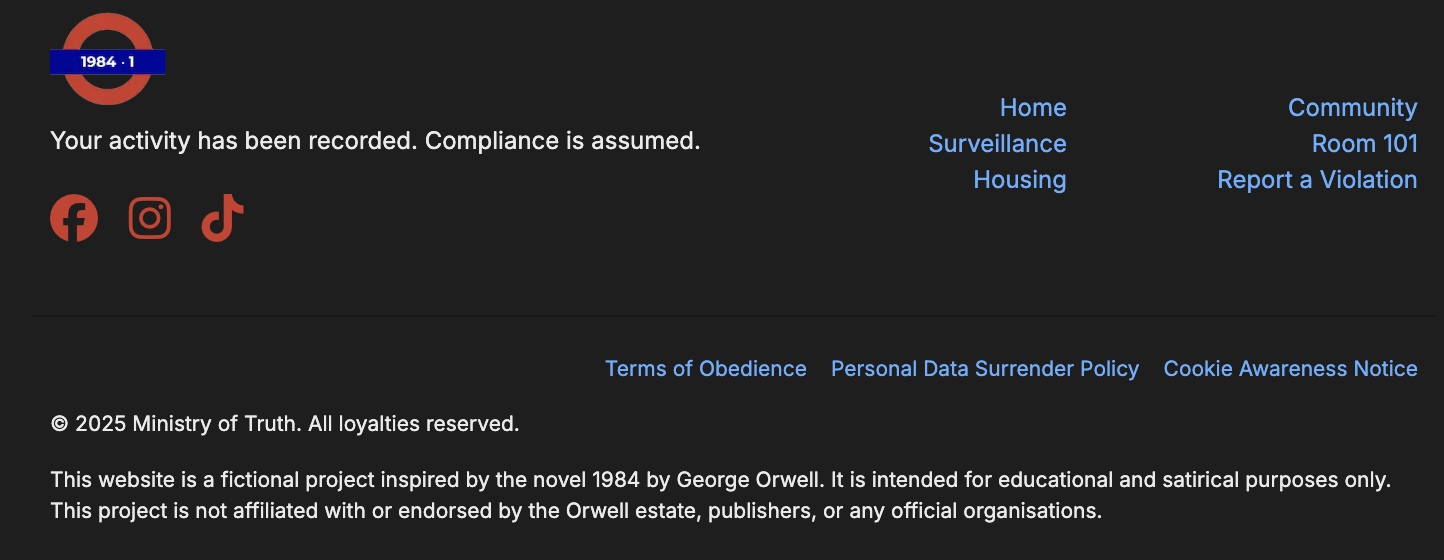 1984 · 1
Your activity has been recorded. Compliance is assumed.
Home
Surveillance
Housing
Community
Room 101
Report a Violation
Terms of Obedience Personal Data Surrender Policy Cookie Awareness Notice
© 2025 Ministry of Truth. All loyalties reserved.
This website is a fictional project inspired by the novel 1984 by George Orwell. It is intended for educational and satirical purposes only.
This project is not affiliated with or endorsed by the Orwell estate, publishers, or any official organisations.